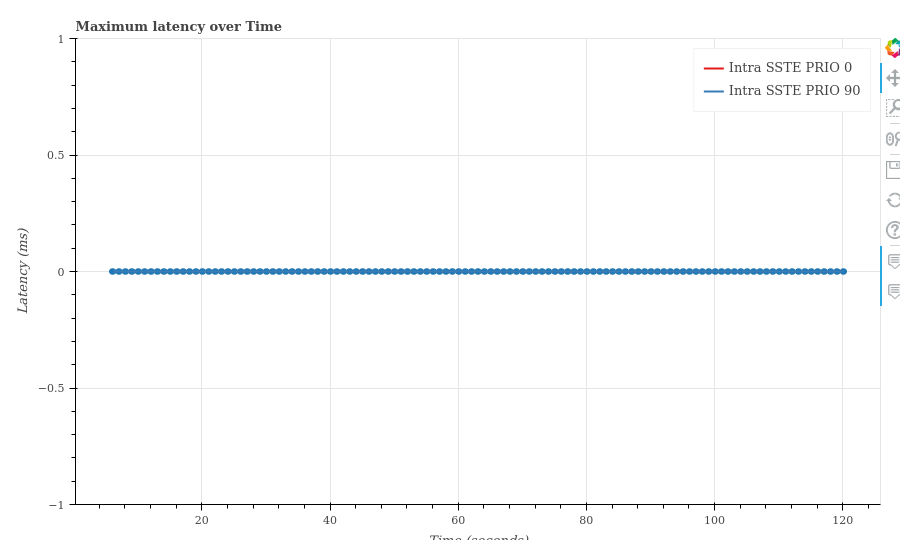 Maximum latency over Time
Intra SSTE PRIO 0
Intra SSTE PRIO 90
Latency (ms)
1
0.5
0
−0.5
−1
20 40 60 80 100 120
Time (seconds)